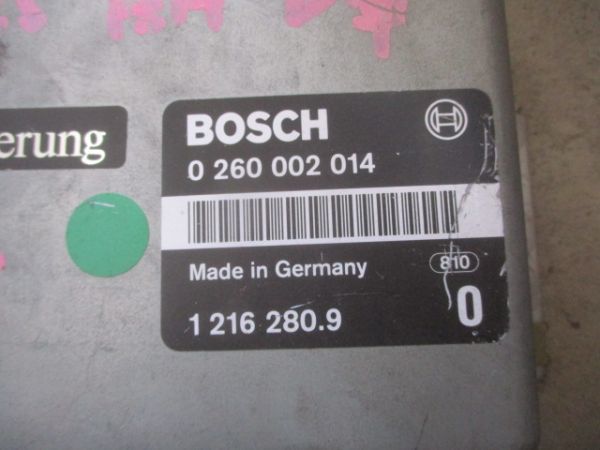 erung
BOSCH
0 260 002 014
Made in Germany
810
1 216 280.9
0